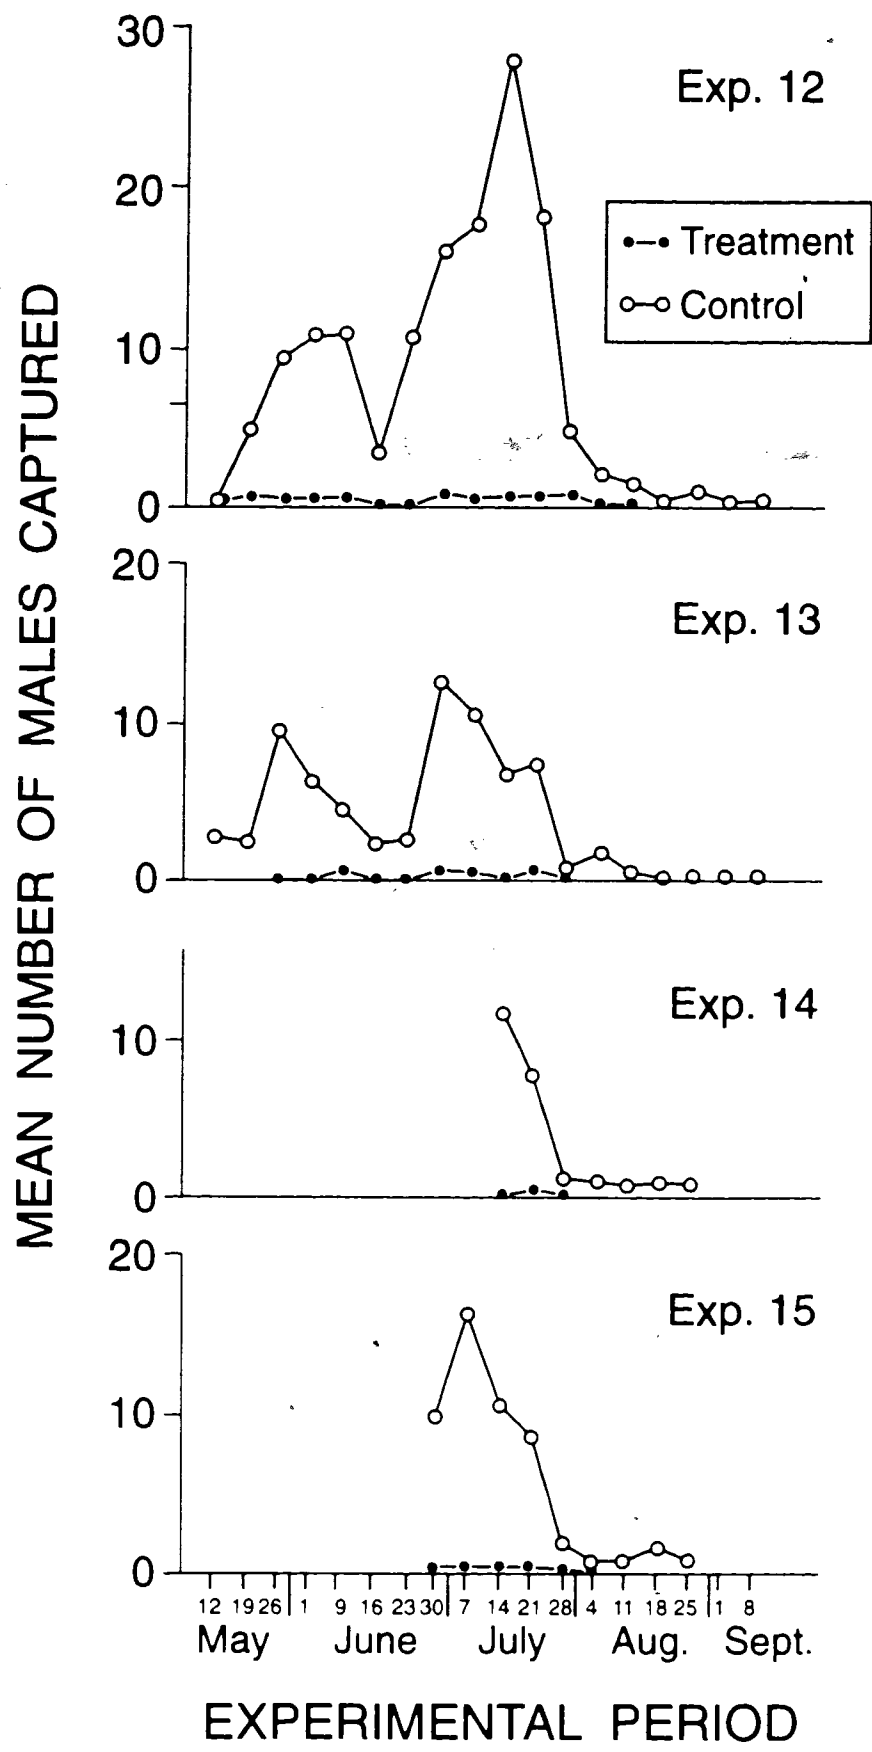 MEAN NUMBER OF MALES CAPTURED
30
20
10
0
Exp. 12
Treatment
Control
20
10
0
Exp. 13
10
0
Exp. 14
20
10
0
Exp. 15
12 19 26 1 9 16 23 30 7 14 21 28 4 11 18 25 1 8
May June July Aug. Sept.
EXPERIMENTAL PERIOD